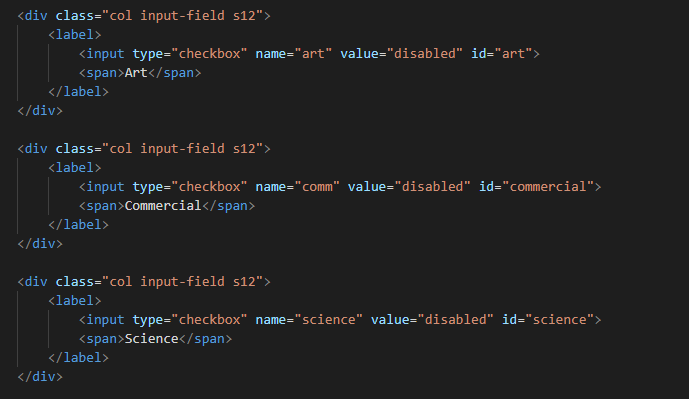 <div class="col input-field s12">
    <label>
        <input type="checkbox" name="art" value="disabled" id="art">
        <span>Art</span>
    </label>
</div>

<div class="col input-field s12">
    <label>
        <input type="checkbox" name="comm" value="disabled" id="commercial">
        <span>Commercial</span>
    </label>
</div>

<div class="col input-field s12">
    <label>
        <input type="checkbox" name="science" value="disabled" id="science">
        <span>Science</span>
    </label>
</div>